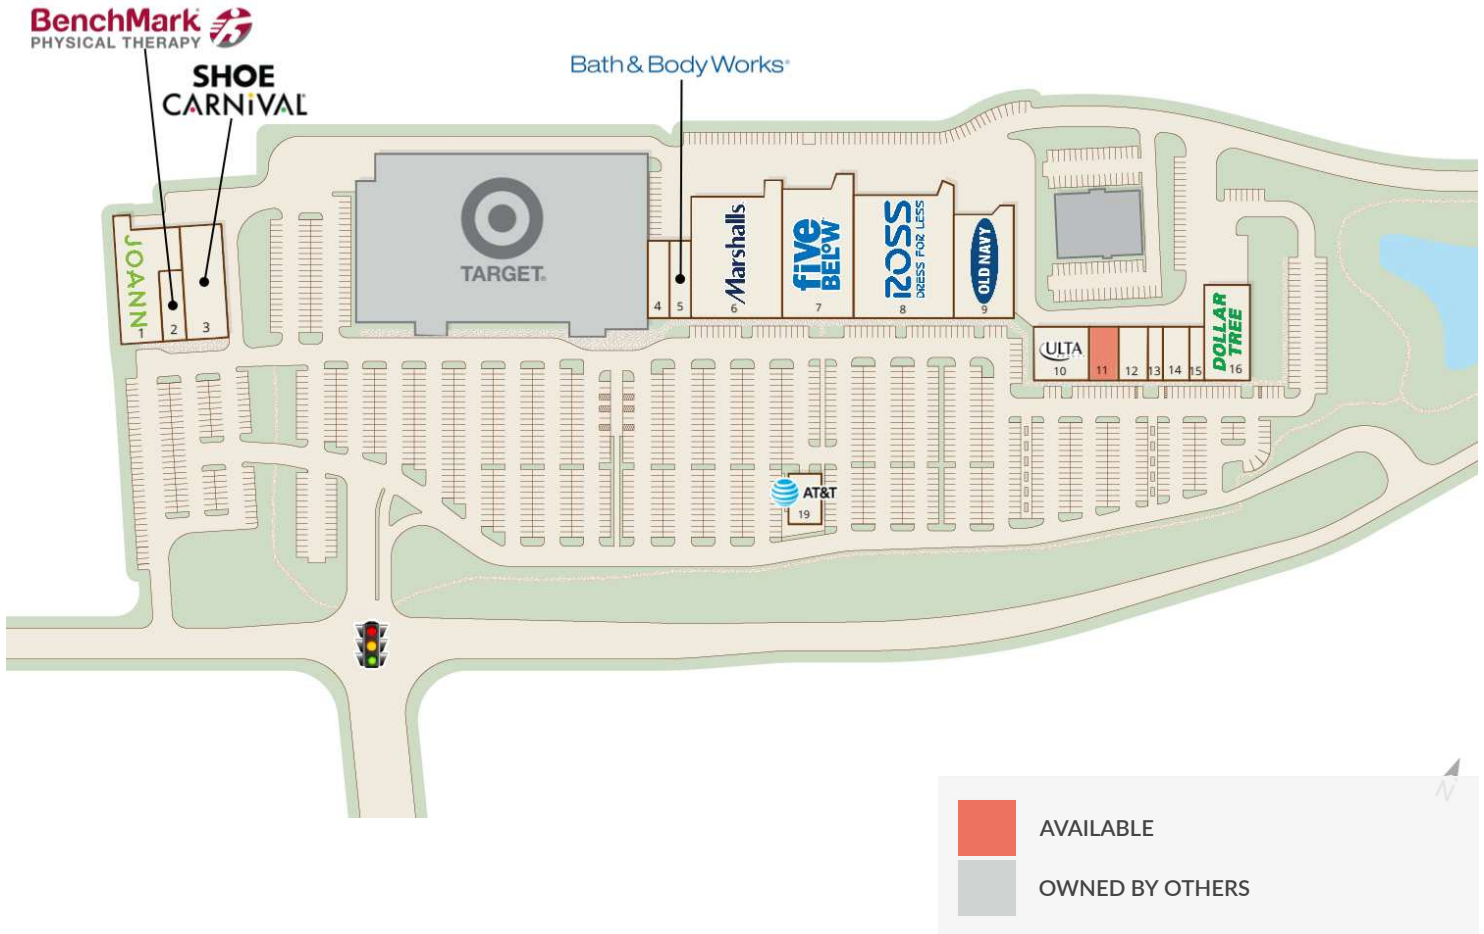 BenchMark
PHYSICAL THERAPY
SHOE
CARNiVAL
Bath & Body Works®
JOANN
1
2
3
TARGET®
4
5
Marshalls
6
five
BELOW
7
ROSS
DRESS FOR LESS
8
OLD NAVY
9
ULTA
10
11
12
13
14
15
DOLLAR
TREE
16
AT&T
19
N
AVAILABLE
OWNED BY OTHERS